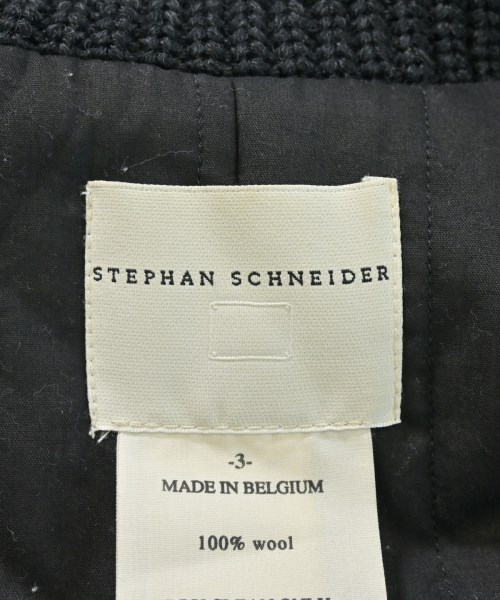 STEPHAN SCHNEIDER
-3-
MADE IN BELGIUM
100% wool